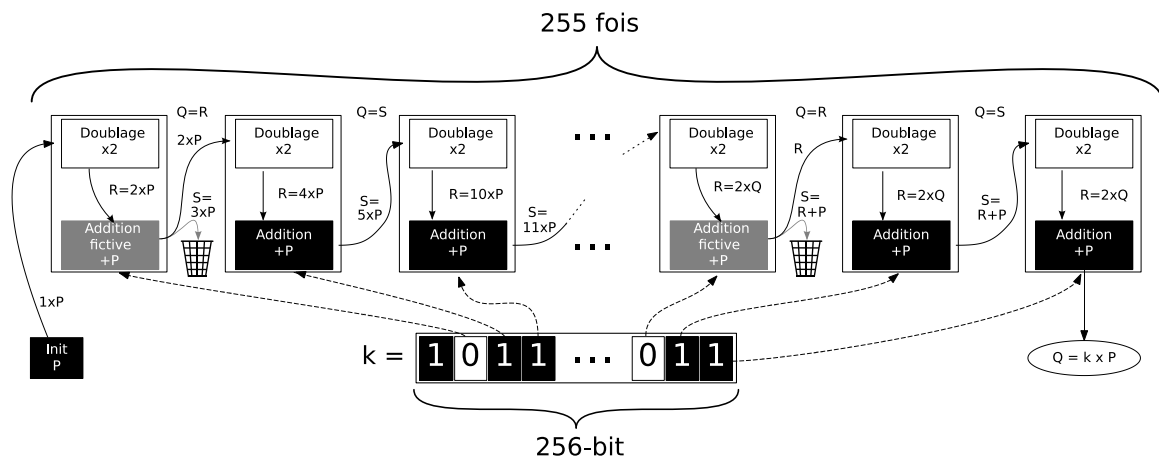 255 fois
Q=R
Q=S
Q=R
Q=S
Doublage
x2
2xP
Doublage
x2
Doublage
x2
...
Doublage
x2
R
Doublage
x2
Doublage
x2
R=2xP
S=
3xP
R=4xP
S=
5xP
R=10xP
S=
11xP
R=2xQ
S=
R+P
R=2xQ
S=
R+P
R=2xQ
Addition
fictive
+P
Addition
+P
Addition
+P
...
Addition
fictive
+P
Addition
+P
Addition
+P
1xP
Init
P
k = 1 0 1 1 ... 0 1 1
Q = k x P
256-bit